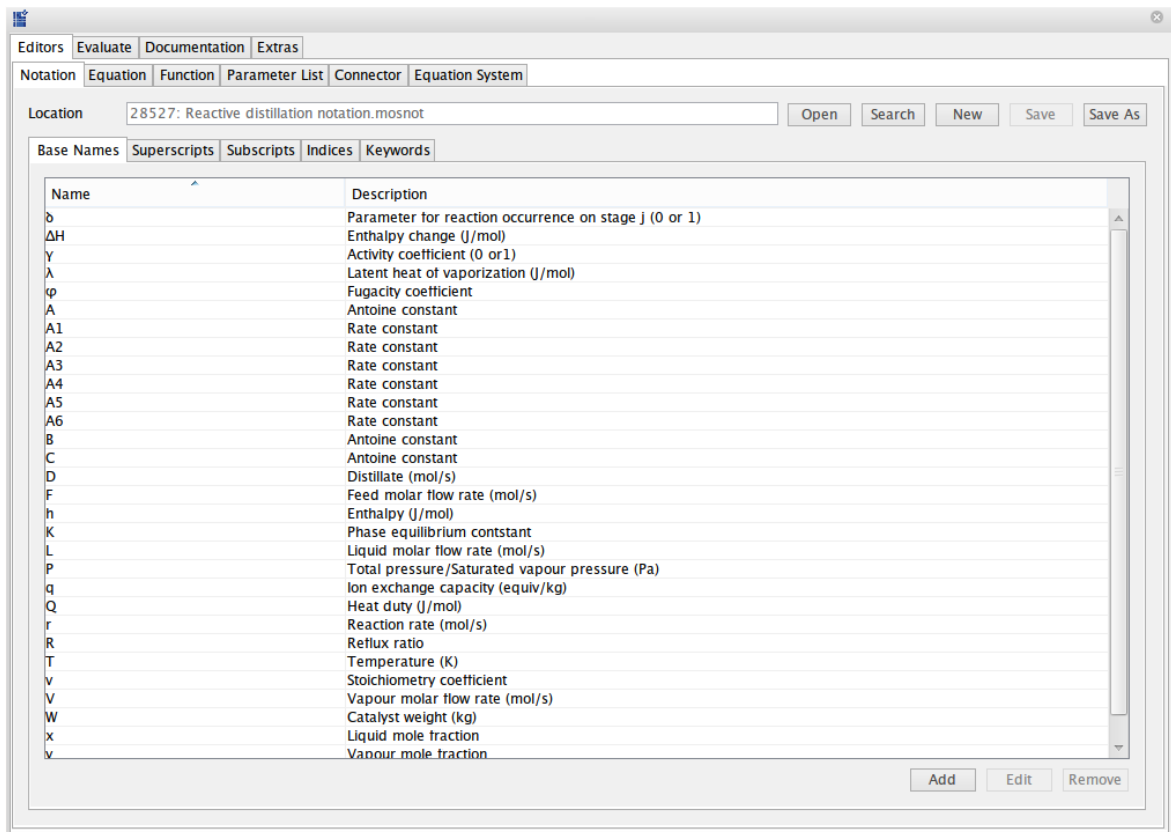 Editors Evaluate Documentation Extras
Notation Equation Function Parameter List Connector Equation System
Location 28527: Reactive distillation notation.mosnot Open Search New Save Save As
Base Names Superscripts Subscripts Indices Keywords
Name Description
δ Parameter for reaction occurrence on stage j (0 or 1)
ΔH Enthalpy change (J/mol)
γ Activity coefficient (0 or1)
λ Latent heat of vaporization (J/mol)
φ Fugacity coefficient
A Antoine constant
A1 Rate constant
A2 Rate constant
A3 Rate constant
A4 Rate constant
A5 Rate constant
A6 Rate constant
B Antoine constant
C Antoine constant
D Distillate (mol/s)
F Feed molar flow rate (mol/s)
h Enthalpy (J/mol)
K Phase equilibrium contstant
L Liquid molar flow rate (mol/s)
P Total pressure/Saturated vapour pressure (Pa)
q Ion exchange capacity (equiv/kg)
Q Heat duty (J/mol)
r Reaction rate (mol/s)
R Reflux ratio
T Temperature (K)
v Stoichiometry coefficient
V Vapour molar flow rate (mol/s)
W Catalyst weight (kg)
x Liquid mole fraction
y Vapour mole fraction
Add Edit Remove